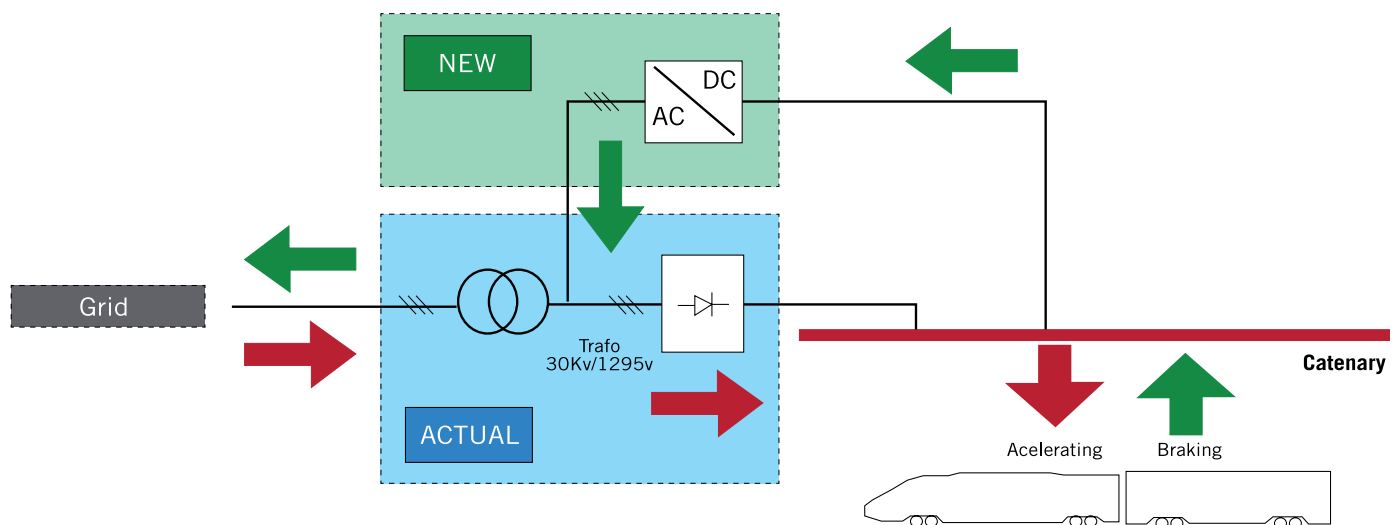 NEW
DC
AC
Grid
Trafo
30Kv/1295v
ACTUAL
Catenary
Acelerating
Braking